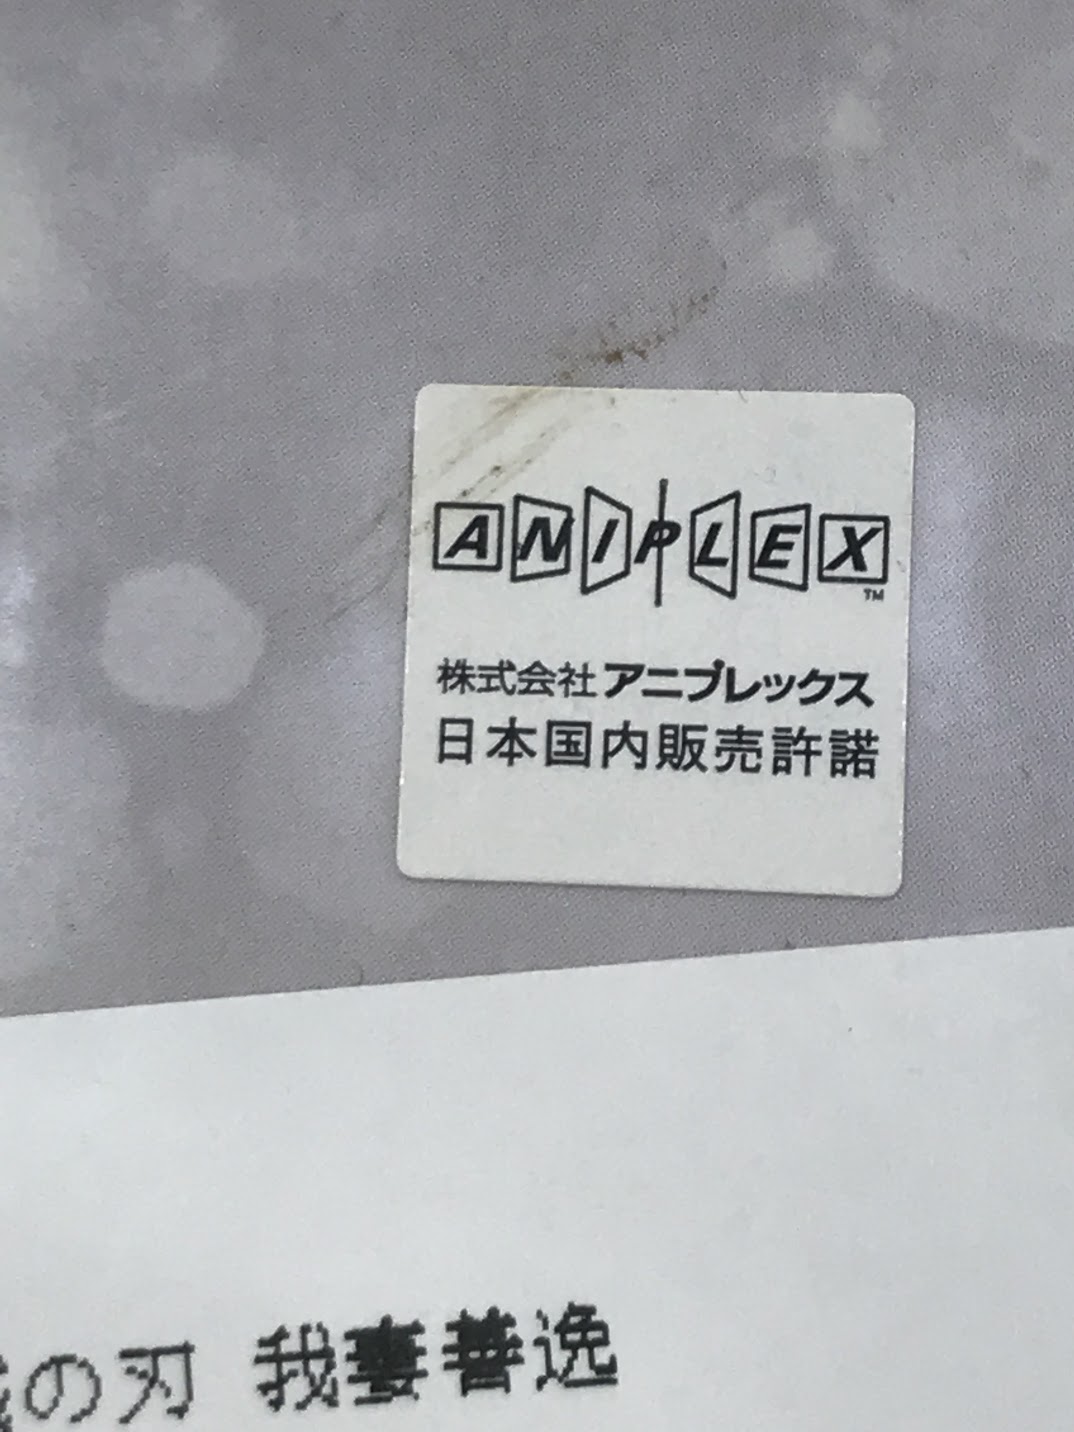 ANIPLEX
TM
株式会社アニプレックス
日本国内販売許諾
の刃 我妻善逸